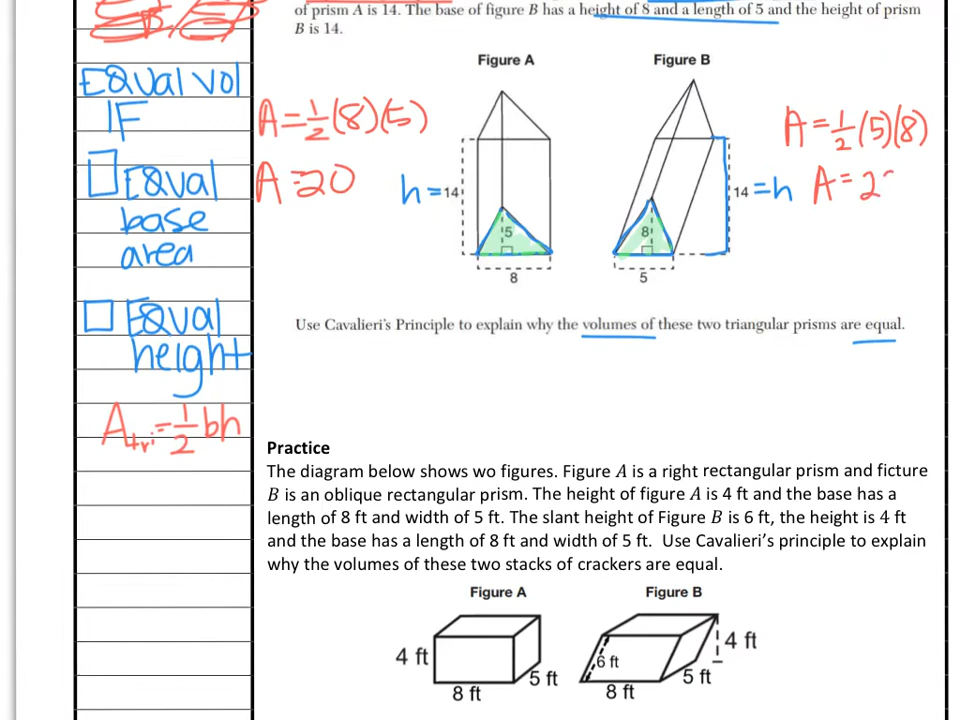 of prism A is 14. The base of figure B has a height of 8 and a length of 5 and the height of prism
B is 14.
EQual vol
IF
EQual
base
area
EQual
height
A tri = 1/2 bh
Figure A
Figure B
A = 1/2 (8)(5)
A = 20
h = 14
5
8
A = 1/2 (5)(8)
14 = h
A = 2
8
5
Use Cavalieri's Principle to explain why the volumes of these two triangular prisms are equal.
Practice
The diagram below shows wo figures. Figure A is a right rectangular prism and ficture
B is an oblique rectangular prism. The height of figure A is 4 ft and the base has a
length of 8 ft and width of 5 ft. The slant height of Figure B is 6 ft, the height is 4 ft
and the base has a length of 8 ft and width of 5 ft. Use Cavalieri's principle to explain
why the volumes of these two stacks of crackers are equal.
Figure A
Figure B
4 ft
5 ft
8 ft
6 ft
4 ft
5 ft
8 ft